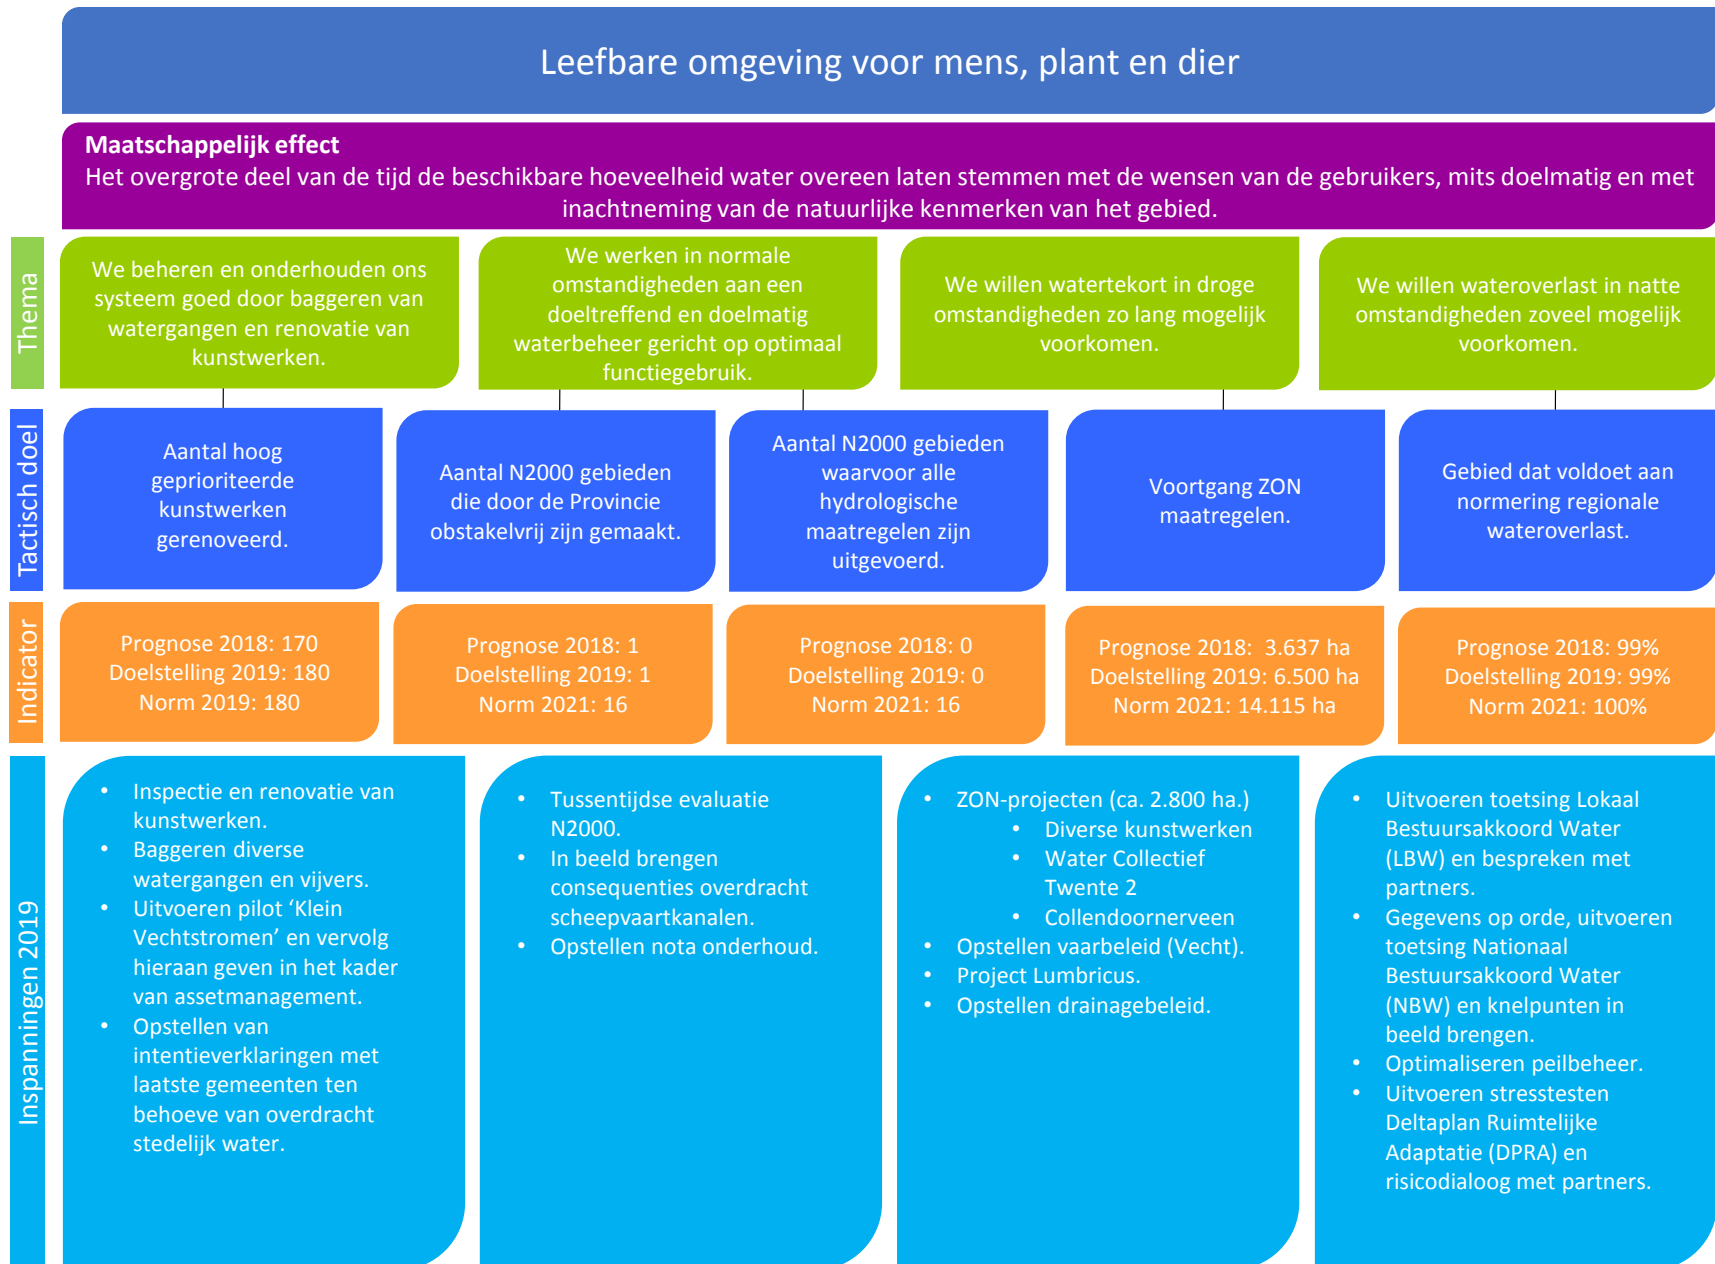 Leefbare omgeving voor mens, plant en dier
Maatschappelijk effect
Het overgrote deel van de tijd de beschikbare hoeveelheid water overeen laten stemmen met de wensen van de gebruikers, mits doelmatig en met
inachtneming van de natuurlijke kenmerken van het gebied.
Thema
We beheren en onderhouden ons
systeem goed door baggeren van
watergangen en renovatie van
kunstwerken.
We werken in normale
omstandigheden aan een
doeltreffend en doelmatig
waterbeheer gericht op optimaal
functiegebruik.
We willen watertekort in droge
omstandigheden zo lang mogelijk
voorkomen.
We willen wateroverlast in natte
omstandigheden zoveel mogelijk
voorkomen.
Tactisch doel
Aantal hoog
geprioriteerde
kunstwerken
gerenoveerd.
Aantal N2000 gebieden
die door de Provincie
obstakelvrij zijn gemaakt.
Aantal N2000 gebieden
waarvoor alle
hydrologische
maatregelen zijn
uitgevoerd.
Voortgang ZON
maatregelen.
Gebied dat voldoet aan
normering regionale
wateroverlast.
Indicator
Prognose 2018: 170
Doelstelling 2019: 180
Norm 2019: 180
Prognose 2018: 1
Doelstelling 2019: 1
Norm 2021: 16
Prognose 2018: 0
Doelstelling 2019: 0
Norm 2021: 16
Prognose 2018: 3.637 ha
Doelstelling 2019: 6.500 ha
Norm 2021: 14.115 ha
Prognose 2018: 99%
Doelstelling 2019: 99%
Norm 2021: 100%
Inspanningen 2019
• Inspectie en renovatie van
kunstwerken.
• Baggeren diverse
watergangen en vijvers.
• Uitvoeren pilot ‘Klein
Vechtstromen’ en vervolg
hieraan geven in het kader
van assetmanagement.
• Opstellen van
intentieverklaringen met
laatste gemeenten ten
behoeve van overdracht
stedelijk water.
• Tussentijdse evaluatie
N2000.
• In beeld brengen
consequenties overdracht
scheepvaartkanalen.
• Opstellen nota onderhoud.
• ZON-projecten (ca. 2.800 ha.)
• Diverse kunstwerken
• Water Collectief
Twente 2
• Collendoornerveen
• Opstellen vaarbeleid (Vecht).
• Project Lumbricus.
• Opstellen drainagebeleid.
• Uitvoeren toetsing Lokaal
Bestuursakkoord Water
(LBW) en bespreken met
partners.
• Gegevens op orde, uitvoeren
toetsing Nationaal
Bestuursakkoord Water
(NBW) en knelpunten in
beeld brengen.
• Optimaliseren peilbeheer.
• Uitvoeren stresstesten
Deltaplan Ruimtelijke
Adaptatie (DPRA) en
risicodialoog met partners.